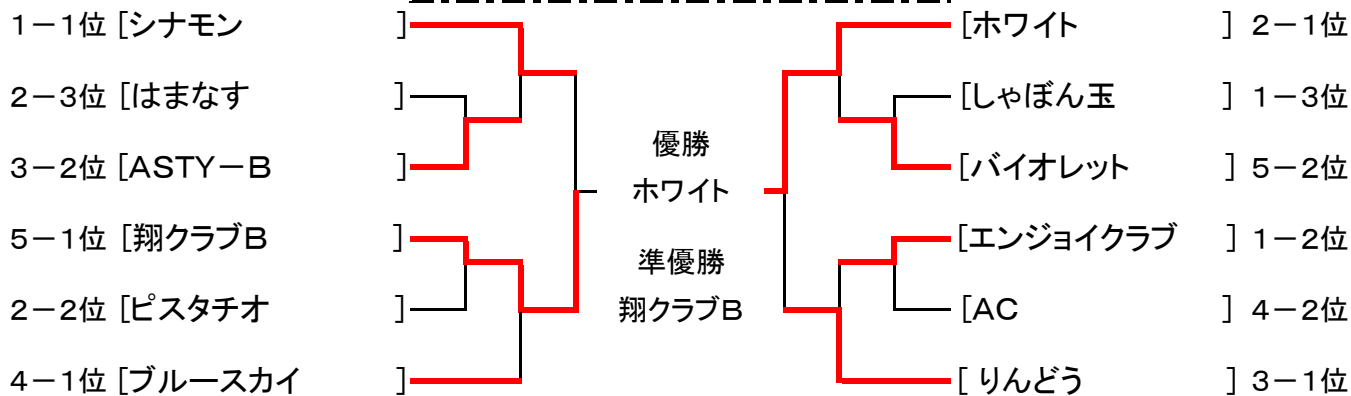 1－1位 [シナモン ] [ホワイト ] 2－1位
2－3位 [はまなす ] [しゃぼん玉 ] 1－3位
優勝
3－2位 [ASTY－B ] [バイオレット ] 5－2位
ホワイト
5－1位 [翔クラブB ] [エンジョイクラブ ] 1－2位
準優勝
2－2位 [ピスタチオ ] 翔クラブB [AC ] 4－2位
4－1位 [ブルースカイ ] [りんどう ] 3－1位